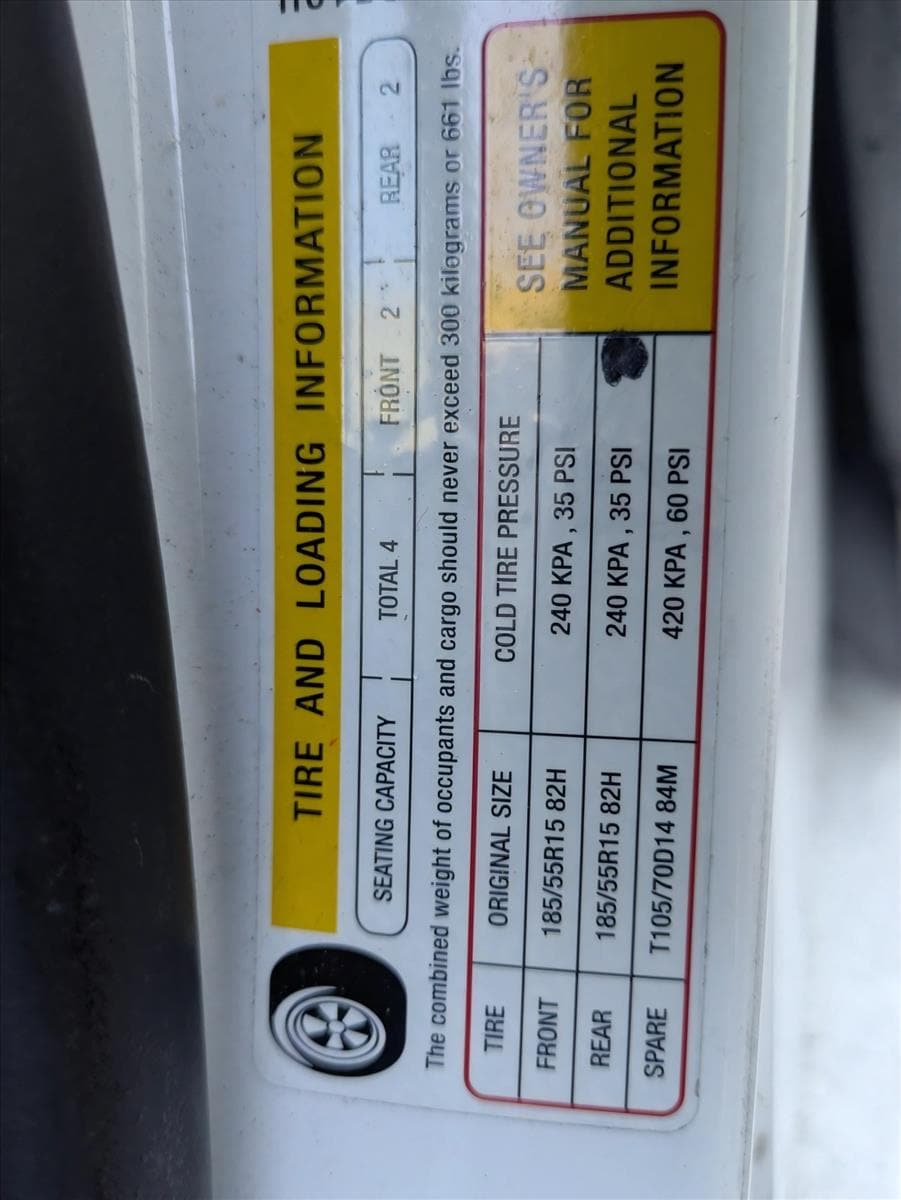 TIRE AND LOADING INFORMATION
SEATING CAPACITY TOTAL 4 FRONT 2 REAR 2
The combined weight of occupants and cargo should never exceed 300 kilograms or 661 lbs.
TIRE ORIGINAL SIZE COLD TIRE PRESSURE
FRONT 185/55R15 82H 240 KPA , 35 PSI
REAR 185/55R15 82H 240 KPA , 35 PSI
SPARE T105/70D14 84M 420 KPA , 60 PSI
SEE OWNER'S
MANUAL FOR
ADDITIONAL
INFORMATION